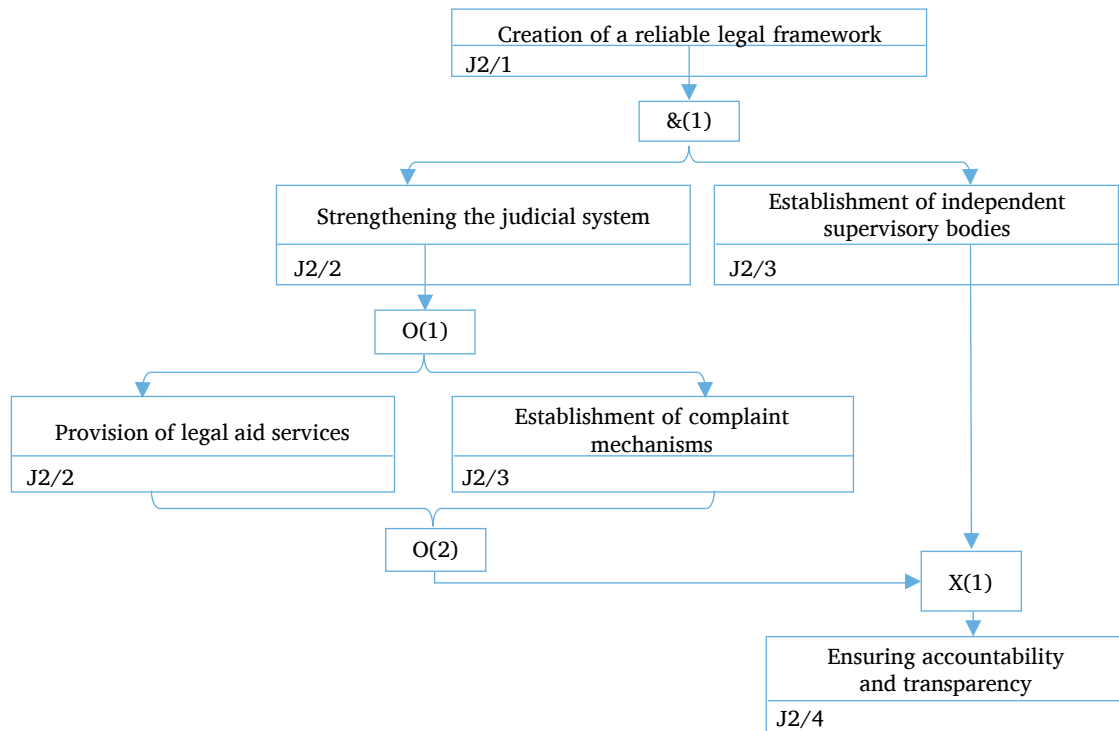 Creation of a reliable legal framework
J2/1
&(1)
Strengthening the judicial system
J2/2
Establishment of independent
supervisory bodies
J2/3
O(1)
Provision of legal aid services
J2/2
Establishment of complaint
mechanisms
J2/3
O(2)
X(1)
Ensuring accountability
and transparency
J2/4